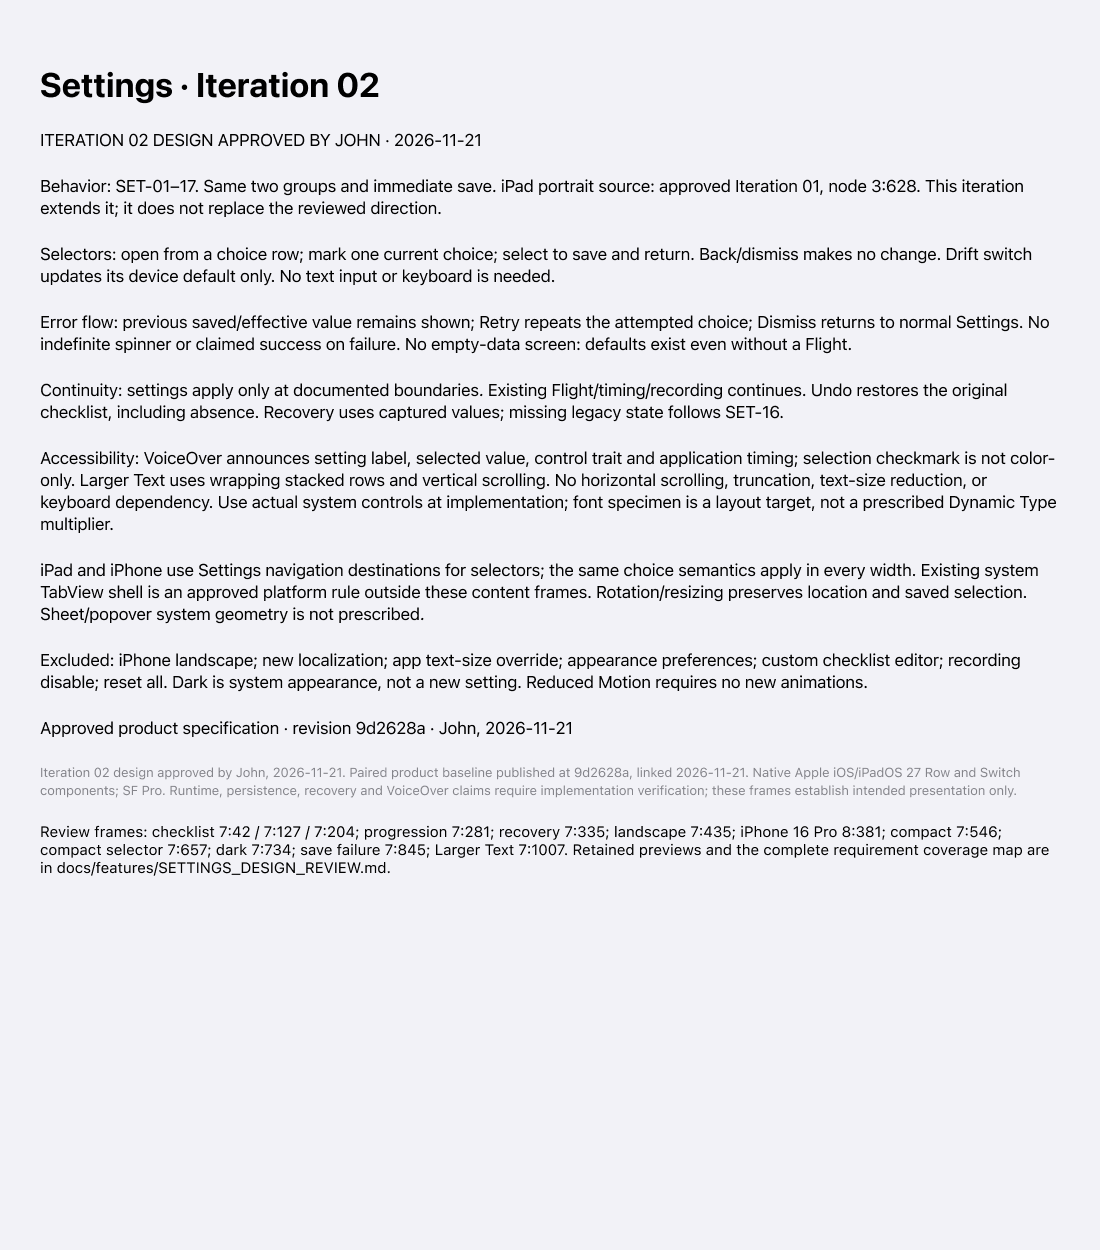 Settings · Iteration 02
ITERATION 02 DESIGN APPROVED BY JOHN · 2026-11-21
Behavior: SET-01–17. Same two groups and immediate save. iPad portrait source: approved Iteration 01, node 3:628. This iteration
extends it; it does not replace the reviewed direction.
Selectors: open from a choice row; mark one current choice; select to save and return. Back/dismiss makes no change. Drift switch
updates its device default only. No text input or keyboard is needed.
Error flow: previous saved/effective value remains shown; Retry repeats the attempted choice; Dismiss returns to normal Settings. No
indefinite spinner or claimed success on failure. No empty-data screen: defaults exist even without a Flight.
Continuity: settings apply only at documented boundaries. Existing Flight/timing/recording continues. Undo restores the original
checklist, including absence. Recovery uses captured values; missing legacy state follows SET-16.
Accessibility: VoiceOver announces setting label, selected value, control trait and application timing; selection checkmark is not color-
only. Larger Text uses wrapping stacked rows and vertical scrolling. No horizontal scrolling, truncation, text-size reduction, or
keyboard dependency. Use actual system controls at implementation; font specimen is a layout target, not a prescribed Dynamic Type
multiplier.
iPad and iPhone use Settings navigation destinations for selectors; the same choice semantics apply in every width. Existing system
TabView shell is an approved platform rule outside these content frames. Rotation/resizing preserves location and saved selection.
Sheet/popover system geometry is not prescribed.
Excluded: iPhone landscape; new localization; app text-size override; appearance preferences; custom checklist editor; recording
disable; reset all. Dark is system appearance, not a new setting. Reduced Motion requires no new animations.
Approved product specification · revision 9d2628a · John, 2026-11-21
Iteration 02 design approved by John, 2026-11-21. Paired product baseline published at 9d2628a, linked 2026-11-21. Native Apple iOS/iPadOS 27 Row and Switch
components; SF Pro. Runtime, persistence, recovery and VoiceOver claims require implementation verification; these frames establish intended presentation only.
Review frames: checklist 7:42 / 7:127 / 7:204; progression 7:281; recovery 7:335; landscape 7:435; iPhone 16 Pro 8:381; compact 7:546;
compact selector 7:657; dark 7:734; save failure 7:845; Larger Text 7:1007. Retained previews and the complete requirement coverage map are
in docs/features/SETTINGS_DESIGN_REVIEW.md.